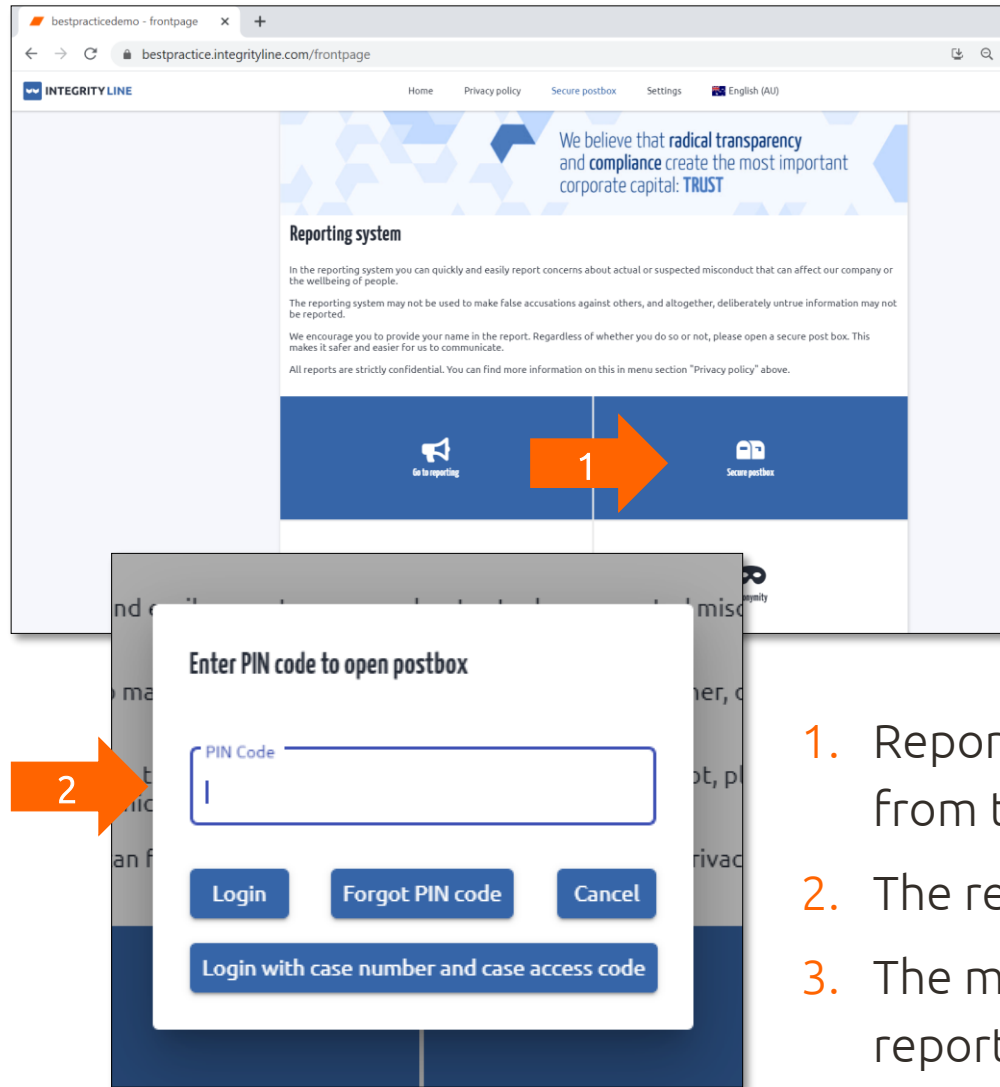 bestpracticedemo - frontpage
bestpractice.integrityline.com/frontpage
INTEGRITY LINE
Home Privacy policy Secure postbox Settings English (AU)
We believe that radical transparency
and compliance create the most important
corporate capital: TRUST
Reporting system
In the reporting system you can quickly and easily report concerns about actual or suspected misconduct that can affect our company or
the wellbeing of people.
The reporting system may not be used to make false accusations against others, and altogether, deliberately untrue information may not
be reported.
We encourage you to provide your name in the report. Regardless of whether you do so or not, please open a secure post box. This
makes it safer and easier for us to communicate.
All reports are strictly confidential. You can find more information on this in menu section "Privacy policy" above.
Go to reporting
1
Secure postbox
Enter PIN code to open postbox
PIN Code
2
Login Forgot PIN code Cancel
Login with case number and case access code
1.
from
2. The
3. The